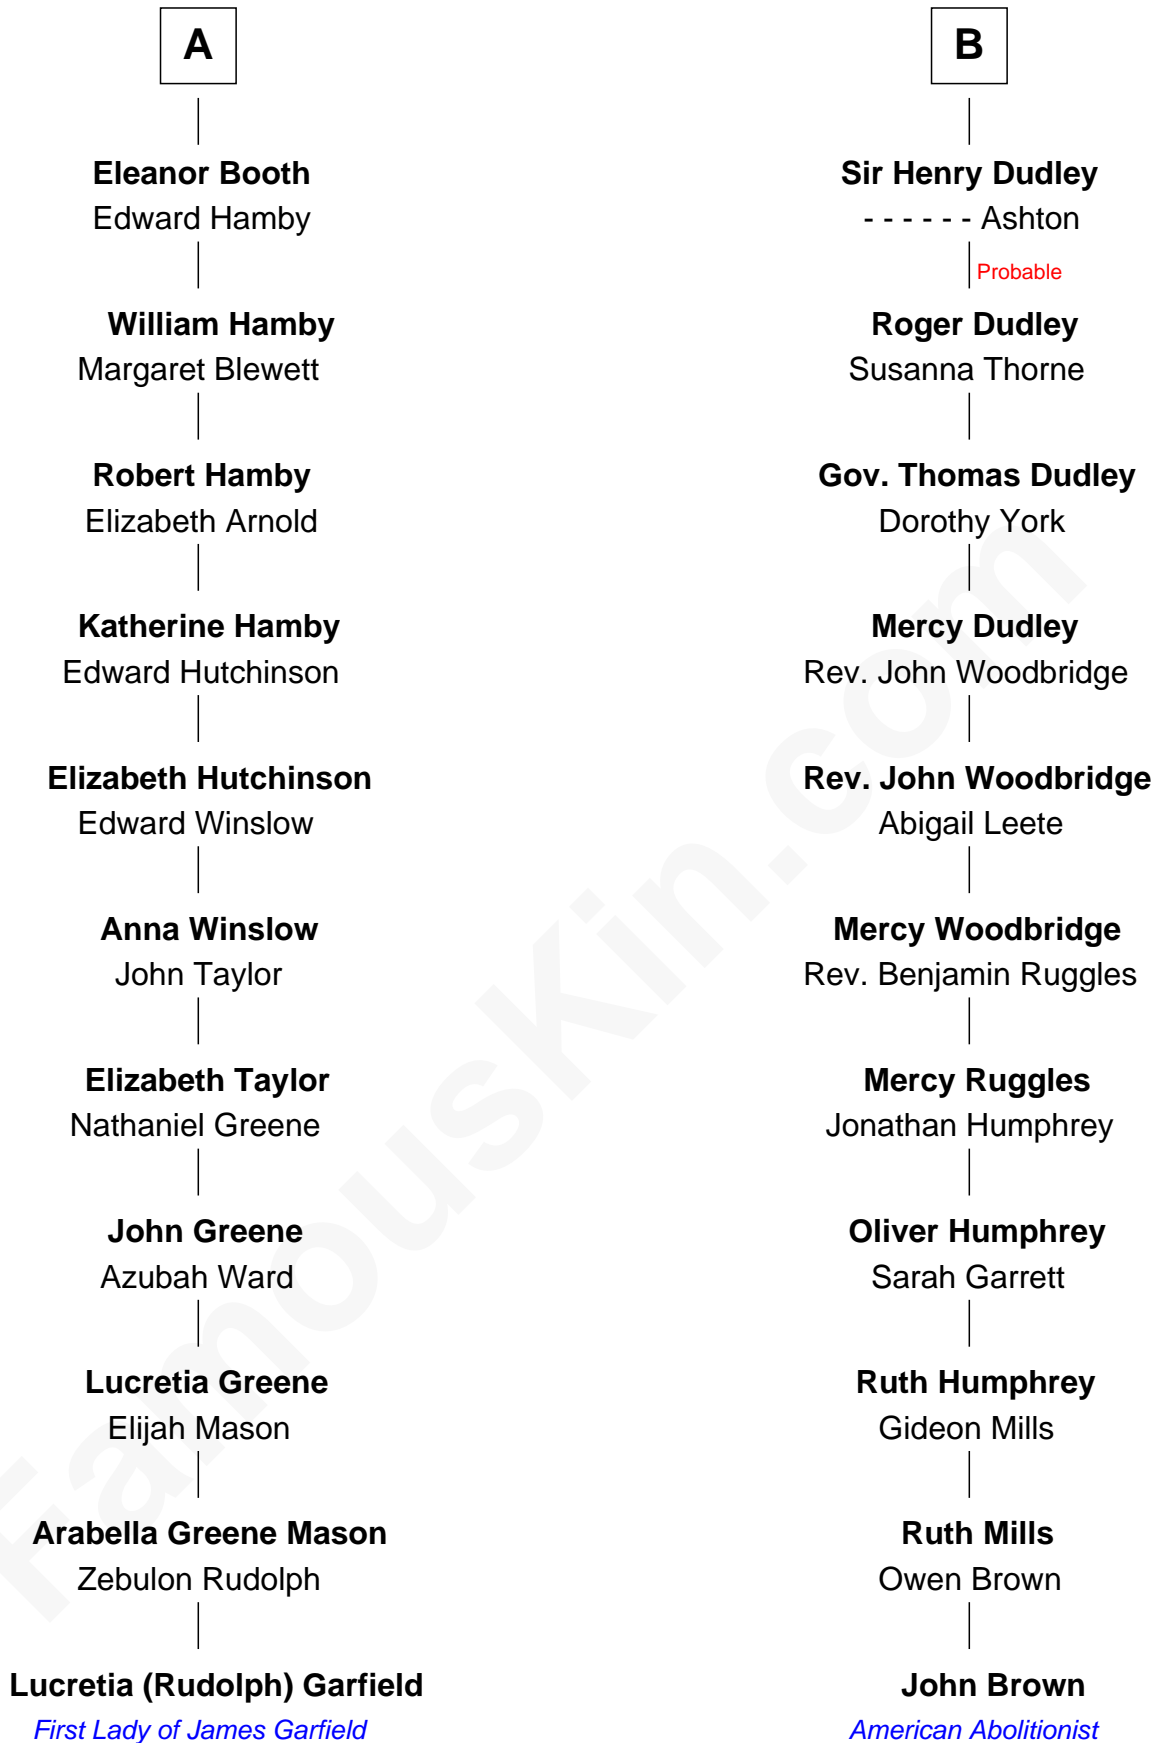 A
Eleanor Booth
Edward Hamby
William Hamby
Margaret Blewett
Robert Hamby
Elizabeth Arnold
Katherine Hamby
Edward Hutchinson
Elizabeth Hutchinson
Edward Winslow
Anna Winslow
John Taylor
Elizabeth Taylor
Nathaniel Greene
John Greene
Azubah Ward
Lucretia Greene
Elijah Mason
Arabella Greene Mason
Zebulon Rudolph
Lucretia (Rudolph) Garfield
First Lady of James Garfield
B
Sir Henry Dudley
- - - - - - Ashton
Probable
Roger Dudley
Susanna Thorne
Gov. Thomas Dudley
Dorothy York
Mercy Dudley
Rev. John Woodbridge
Rev. John Woodbridge
Abigail Leete
Mercy Woodbridge
Rev. Benjamin Ruggles
Mercy Ruggles
Jonathan Humphrey
Oliver Humphrey
Sarah Garrett
Ruth Humphrey
Gideon Mills
Ruth Mills
Owen Brown
John Brown
American Abolitionist
FamousKin.com